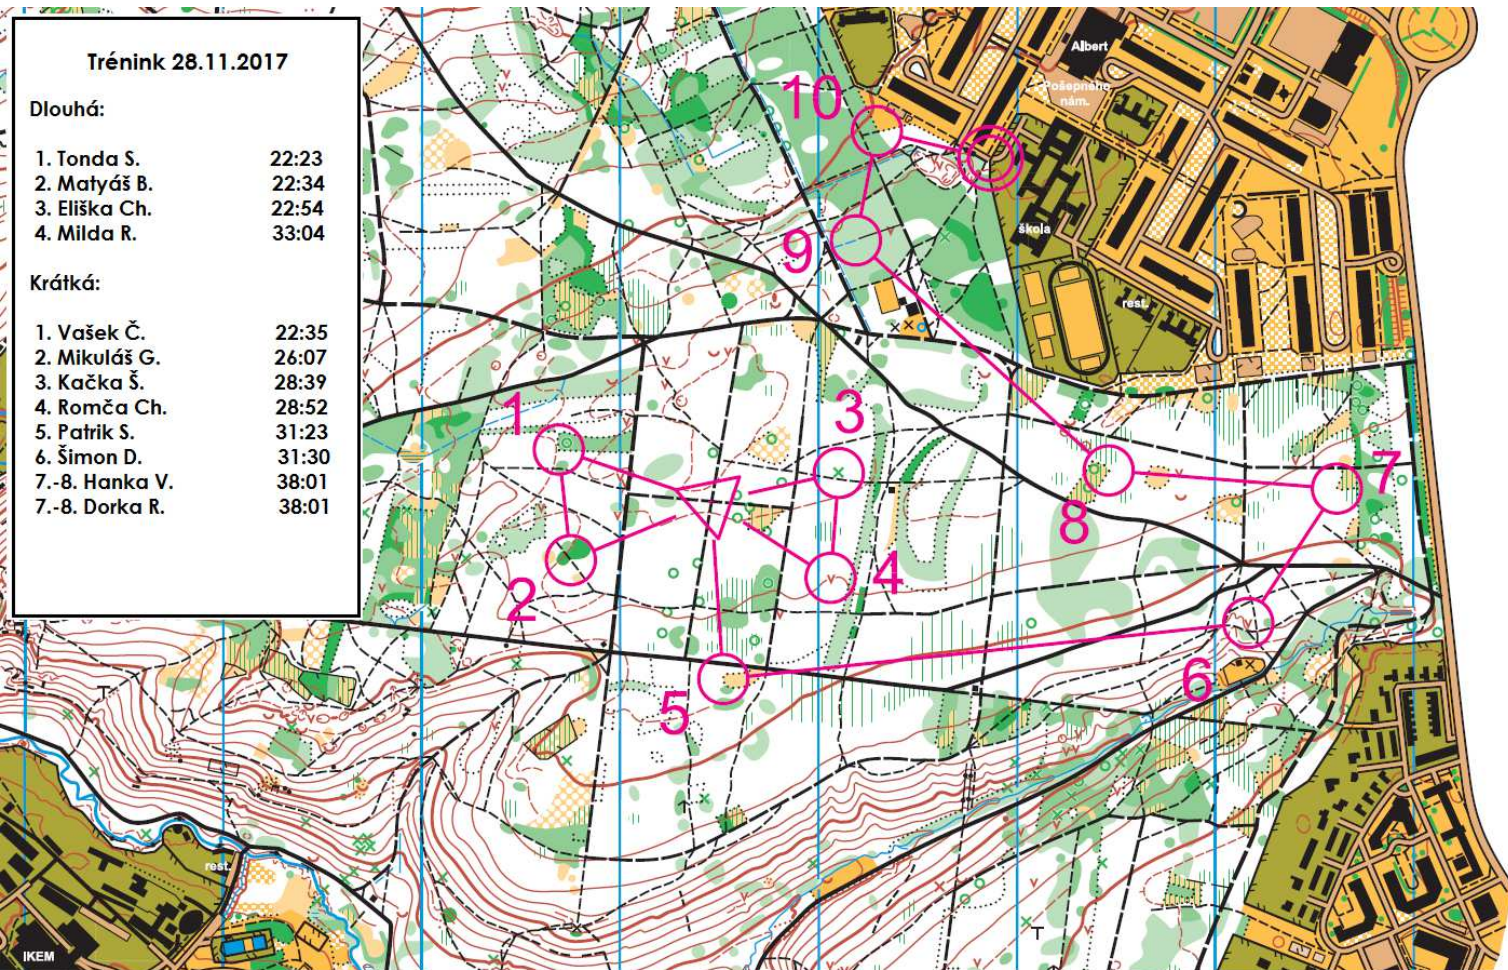 Trénink 28.11.2017
Dlouhá:
1. Tonda S. 22:23
2. Matyáš B. 22:34
3. Eliška Ch. 22:54
4. Milda R. 33:04
Krátká:
1. Vašek Č. 22:35
2. Mikuláš G. 26:07
3. Kačka Š. 28:39
4. Romča Ch. 28:52
5. Patrik S. 31:23
6. Šimon D. 31:30
7.-8. Hanka V. 38:01
7.-8. Dorka R. 38:01
Albert
Pošepného
nám.
10
škola
9
rest.
1
3
7
8
2
4
6
5
rest.
IKEM